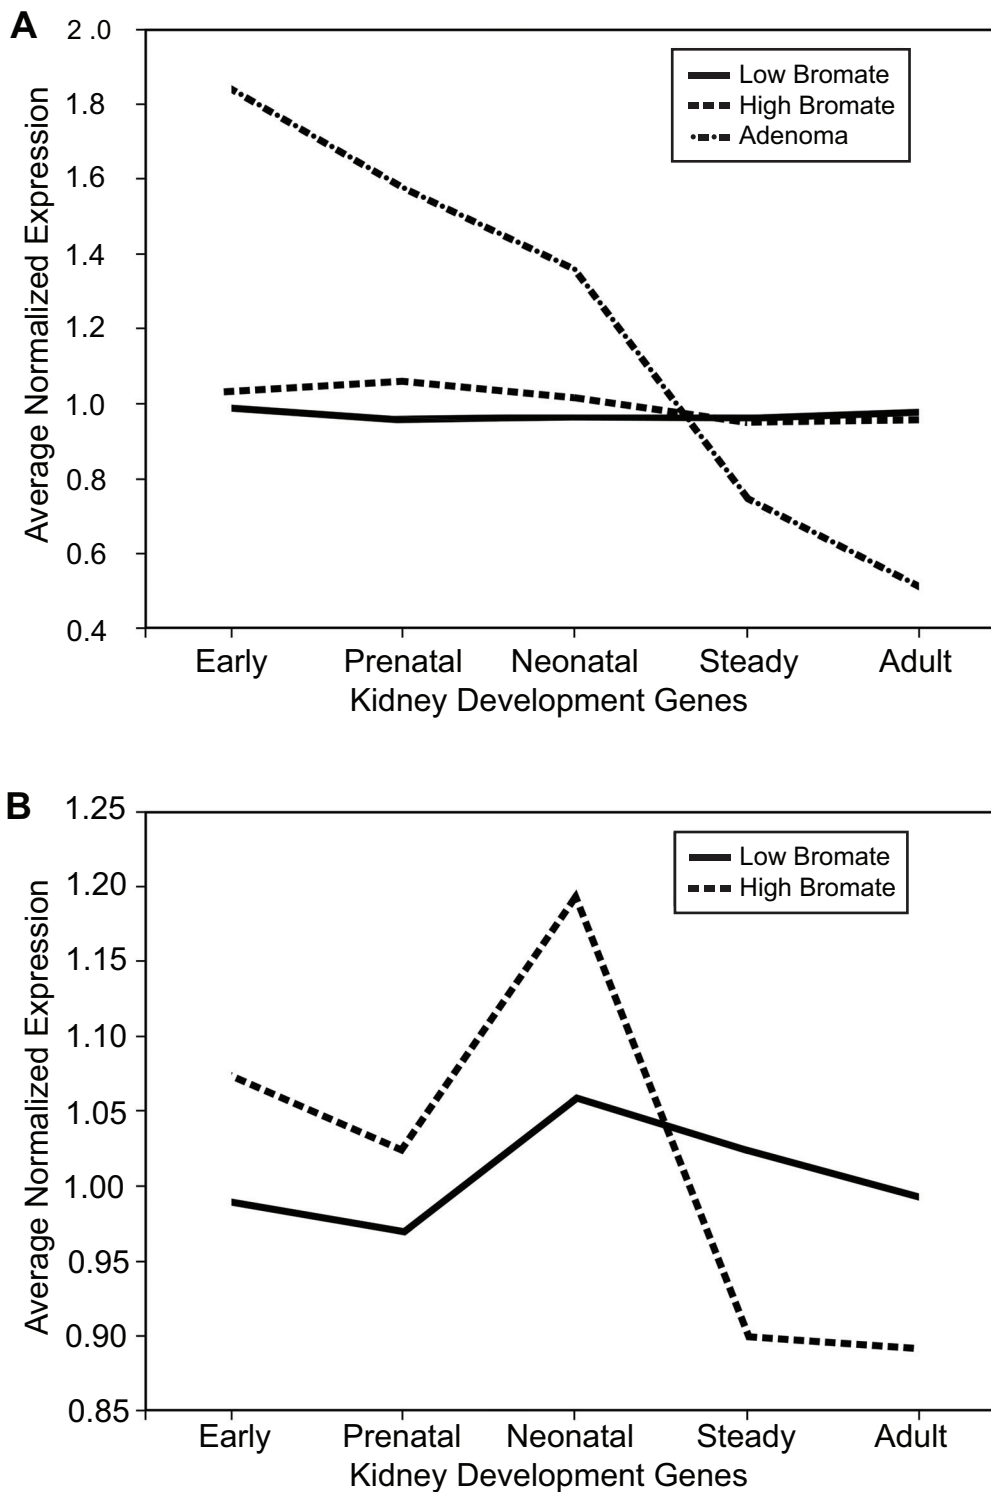 A
2.0
1.8
1.6
1.4
1.2
1.0
0.8
0.6
0.4
Average Normalized Expression
Low Bromate
High Bromate
Adenoma
Early Prenatal Neonatal Steady Adult
Kidney Development Genes
B
1.25
1.20
1.15
1.10
1.05
1.00
0.95
0.90
0.85
Average Normalized Expression
Low Bromate
High Bromate
Early Prenatal Neonatal Steady Adult
Kidney Development Genes